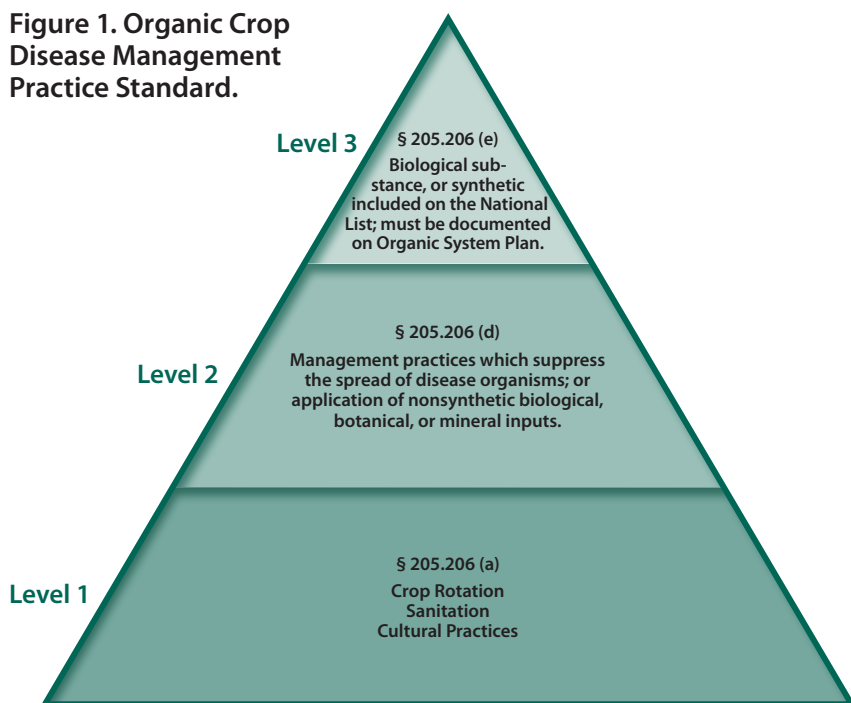 Figure 1. Organic Crop
Disease Management
Practice Standard.
Level 3
§ 205.206 (e)
Biological sub-
stance, or synthetic
included on the National
List; must be documented
on Organic System Plan.
Level 2
§ 205.206 (d)
Management practices which suppress
the spread of disease organisms; or
application of nonsynthetic biological,
botanical, or mineral inputs.
Level 1
§ 205.206 (a)
Crop Rotation
Sanitation
Cultural Practices